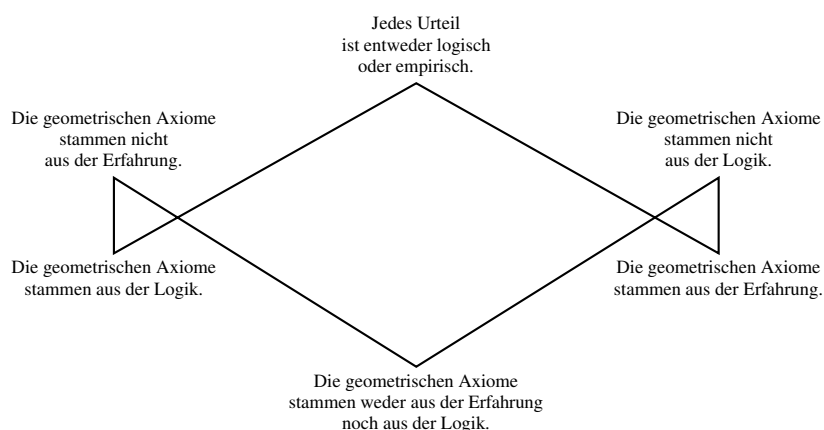 Jedes Urteil
ist entweder logisch
oder empirisch.
Die geometrischen Axiome
stammen nicht
aus der Erfahrung.
Die geometrischen Axiome
stammen nicht
aus der Logik.
Die geometrischen Axiome
stammen aus der Logik.
Die geometrischen Axiome
stammen aus der Erfahrung.
Die geometrischen Axiome
stammen weder aus der Erfahrung
noch aus der Logik.